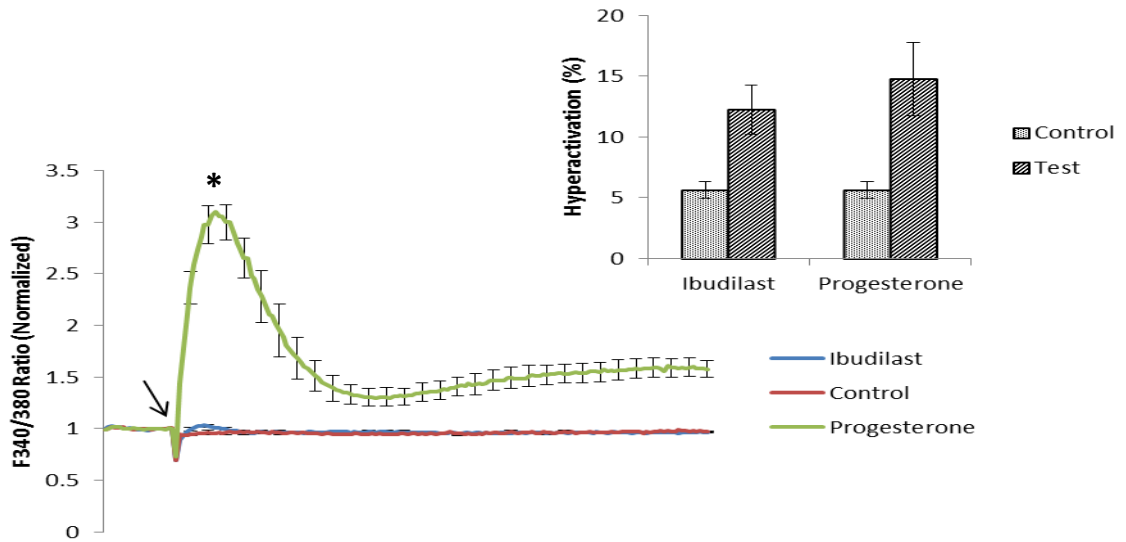 20
15
10
5
0
Hyperactivation (%)
Ibudilast Progesterone
Control
Test
3.5
3
2.5
2
1.5
1
0.5
0
F340/380 Ratio (Normalized)
*
Ibudilast
Control
Progesterone